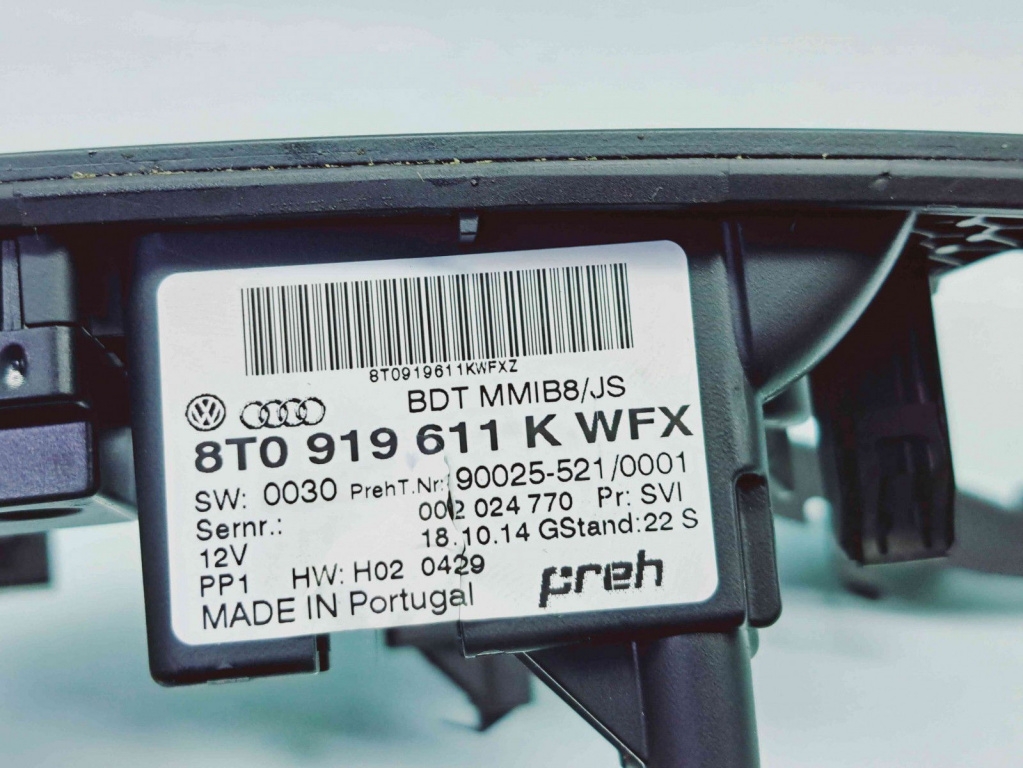 8T0919611KWFXZ
BDT MMIB8/JS
8T0 919 611 K WFX
SW: 0030 PrehT.Nr: 90025-521/0001
Sernr.: 002 024 770 Pr: SVI
12V 18.10.14 GStand:22 S
PP1 HW: H02 0429
preh
MADE IN Portugal